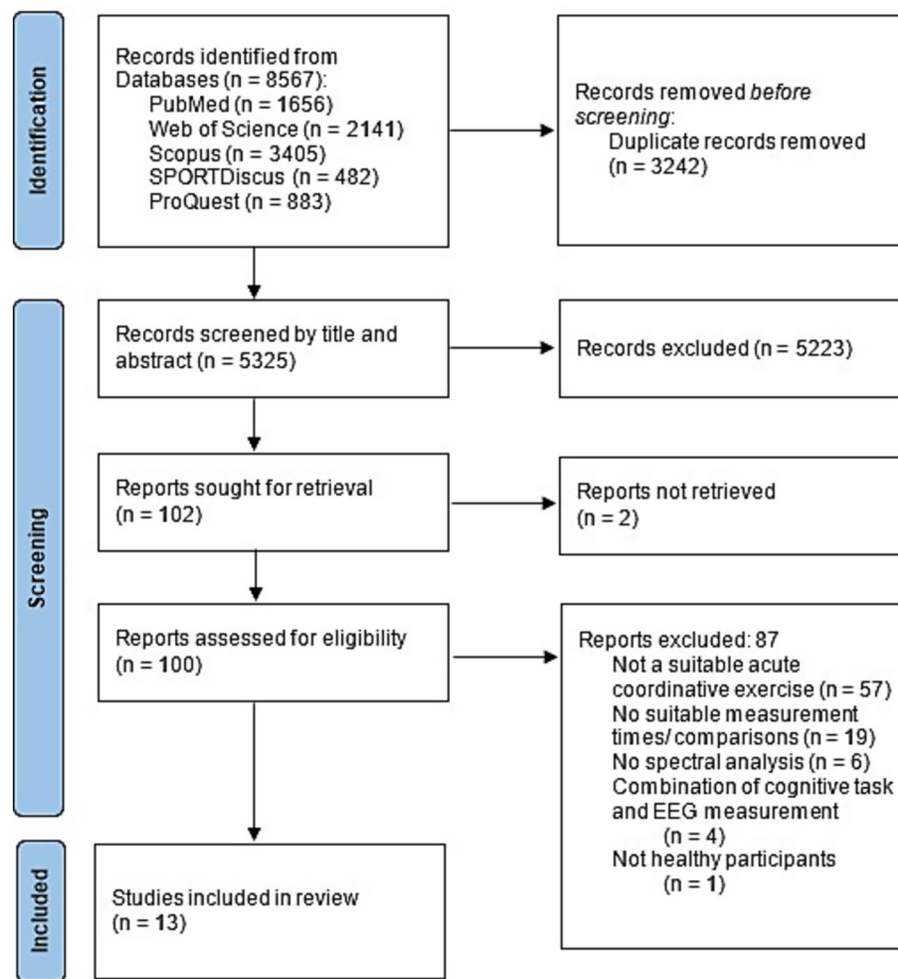 Identification
Records identified from
Databases (n = 8567):
PubMed (n = 1656)
Web of Science (n = 2141)
Scopus (n = 3405)
SPORTDiscus (n = 482)
ProQuest (n = 883)
Records removed before
screening:
Duplicate records removed
(n = 3242)
Screening
Records screened by title and
abstract (n = 5325)
Records excluded (n = 5223)
Reports sought for retrieval
(n = 102)
Reports not retrieved
(n = 2)
Reports assessed for eligibility
(n = 100)
Reports excluded: 87
Not a suitable acute
coordinative exercise (n = 57)
No suitable measurement
times/comparisons (n = 19)
No spectral analysis (n = 6)
Combination of cognitive task
and EEG measurement
(n = 4)
Not healthy participants
(n = 1)
Included
Studies included in review
(n = 13)